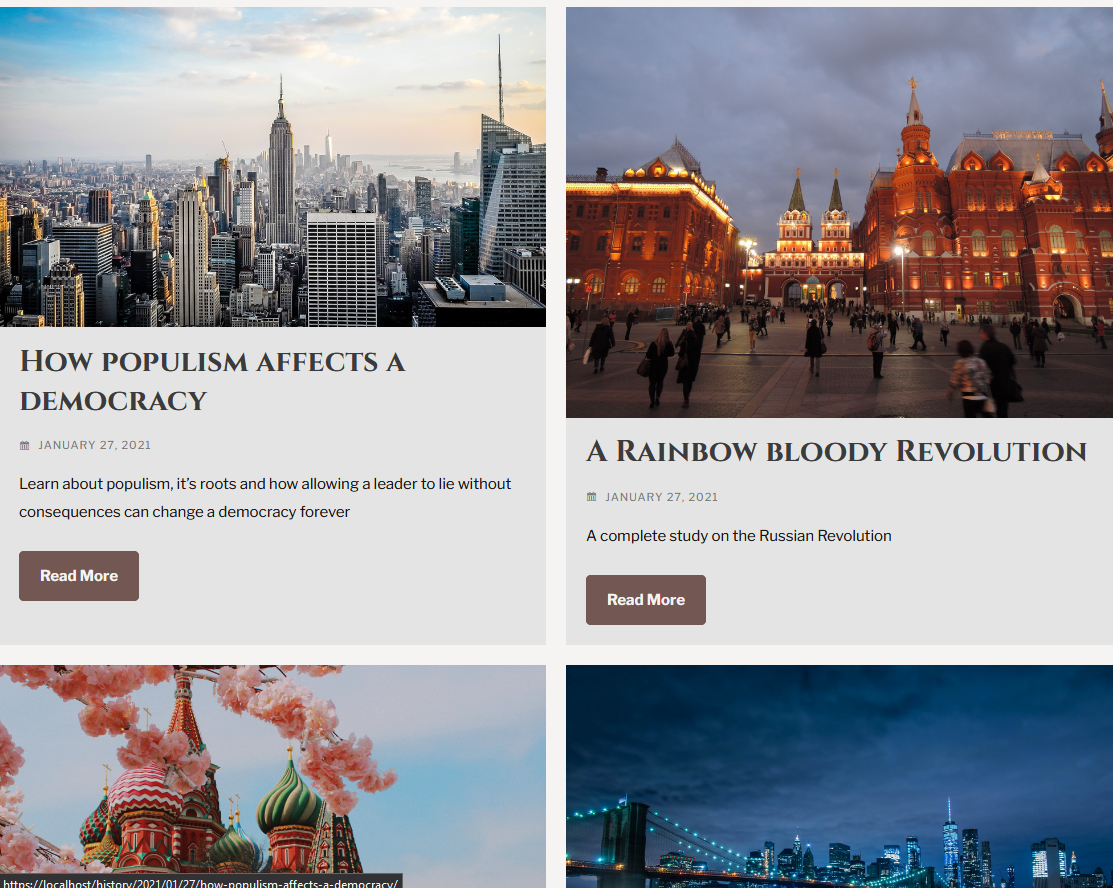 How populism affects a
democracy
JANUARY 27, 2021
Learn about populism, it’s roots and how allowing a leader to lie without
consequences can change a democracy forever
Read More
A Rainbow bloody Revolution
JANUARY 27, 2021
A complete study on the Russian Revolution
Read More
https://localhost/history/2021/01/27/how-populism-affects-a-democracy/